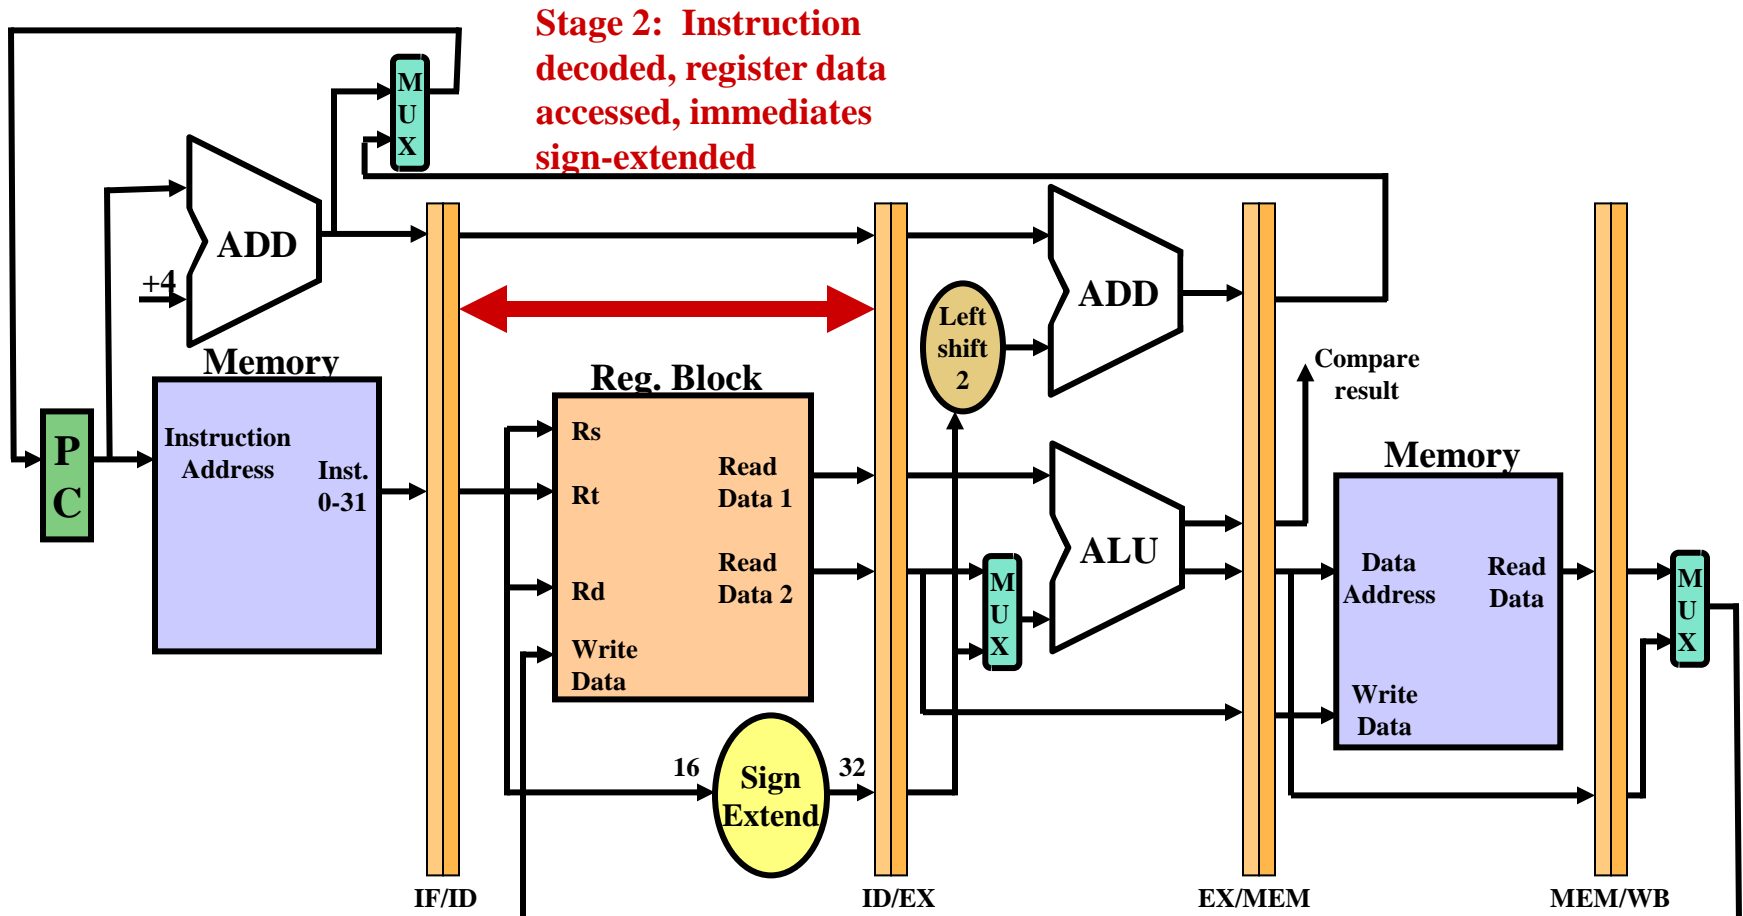 Stage 2:  Instruction
decoded, register data
accessed, immediates
sign-extended
M
U
X
ADD
+4
Memory
P
C
Instruction
Address
Inst.
0-31
Reg. Block
Rs
Rt
Rd
Write
Data
Read
Data 1
Read
Data 2
16
Sign
Extend
32
Left
shift
2
ADD
M
U
X
ALU
Compare
result
Memory
Data
Address
Read
Data
Write
Data
M
U
X
IF/ID
ID/EX
EX/MEM
MEM/WB